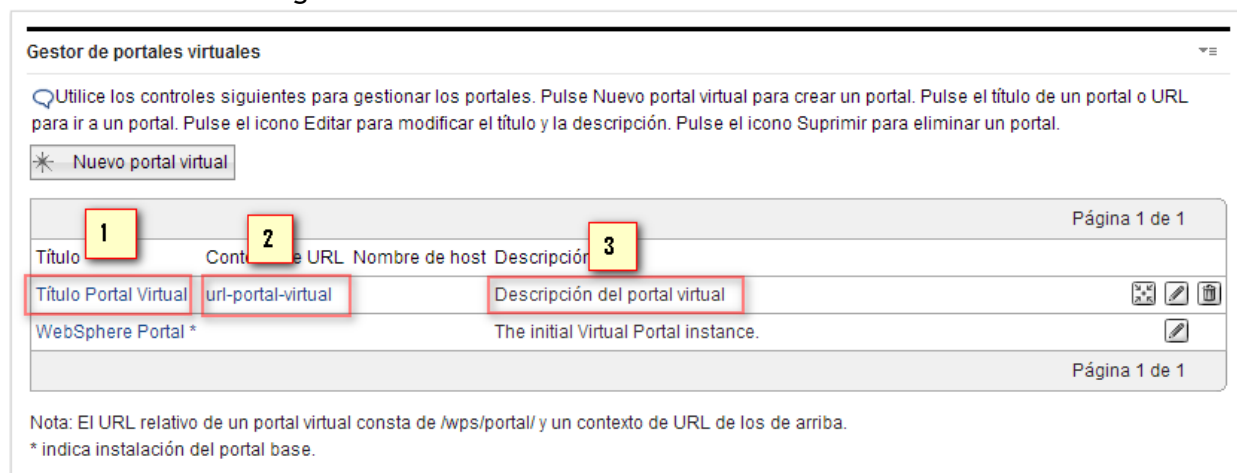 Gestor de portales virtuales
Utilice los controles siguientes para gestionar los portales. Pulse Nuevo portal virtual para crear un portal. Pulse el título de un portal o URL
para ir a un portal. Pulse el icono Editar para modificar el título y la descripción. Pulse el icono Suprimir para eliminar un portal.
Nuevo portal virtual
Página 1 de 1
1 2 3
Título URL Nombre de host Descripción
Título Portal Virtual url-portal-virtual Descripción del portal virtual
WebSphere Portal * The initial Virtual Portal instance.
Página 1 de 1
Nota: El URL relativo de un portal virtual consta de /wps/portal/ y un contexto de URL de los de arriba.
* indica instalación del portal base.